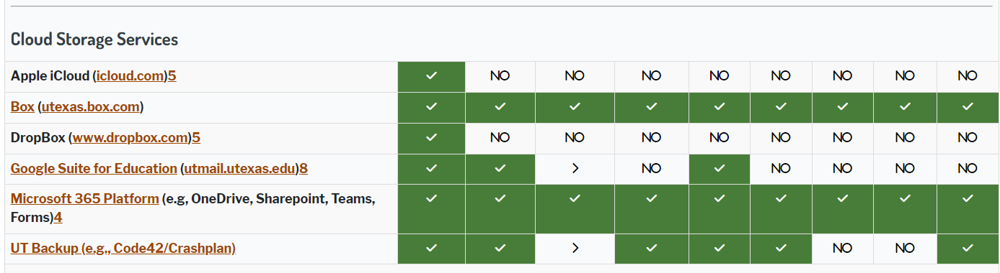 Cloud Storage Services
Apple iCloud (icloud.com)5 ✓ NO NO NO NO NO NO NO NO
Box (utexas.box.com) ✓ ✓ ✓ ✓ ✓ ✓ ✓ ✓ ✓
DropBox (www.dropbox.com)5 ✓ NO NO NO NO NO NO NO NO
Google Suite for Education (utmail.utexas.edu)8 ✓ ✓ > NO ✓ NO NO NO NO
Microsoft 365 Platform (e.g, OneDrive, Sharepoint, Teams, ✓ ✓ ✓ ✓ ✓ ✓ ✓ ✓ ✓
Forms)4
UT Backup (e.g., Code42/Crashplan) ✓ ✓ > ✓ ✓ ✓ NO NO ✓